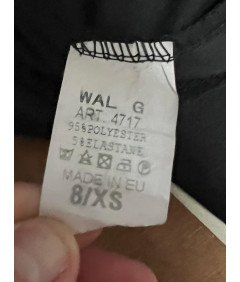 WAL G
ART. 4717
95%POLYESTER
5%ELASTANE
MADE IN EU
8/XS